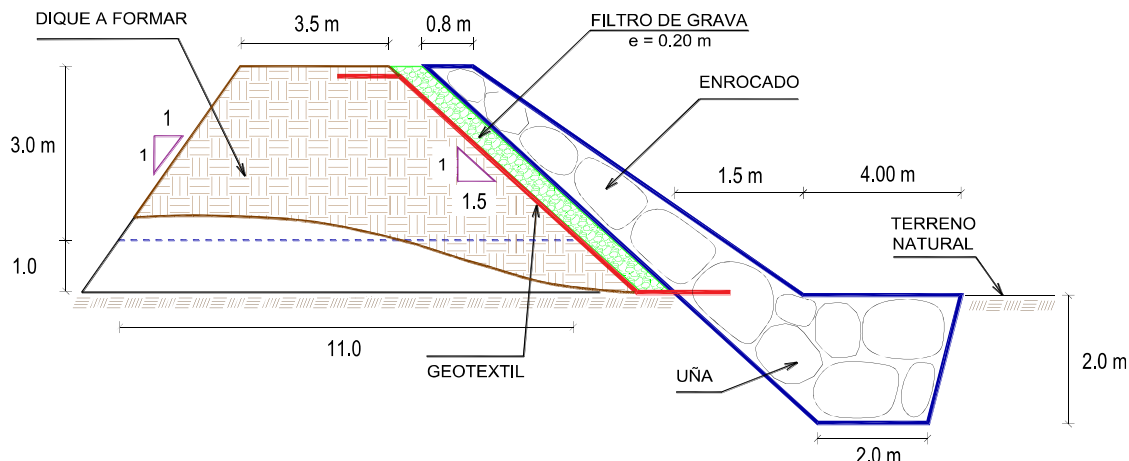 DIQUE A FORMAR
3.5 m
0.8 m
FILTRO DE GRAVA
e = 0.20 m
ENROCADO
3.0 m
1
1
1
1.5
1.5 m
4.00 m
TERRENO
NATURAL
1.0
11.0
GEOTEXTIL
UÑA
2.0 m
2.0 m